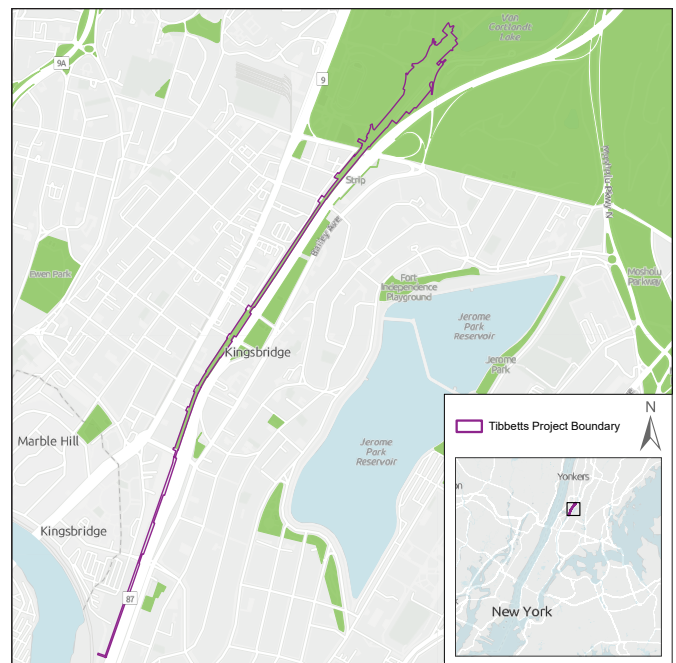 Van
Cortlandt
Lake
9A
9
Mosholu Pkwy N
Strip
Bailey Ave
Ewen Park
Fort
Independence
Playground
Mosholu
Parkway
Jerome
Park
Reservoir
Kingsbridge
Jerome
Park
Marble Hill
Jerome
Park
Reservoir
Kingsbridge
87
N
Tibbetts Project Boundary
Yonkers
on
New York